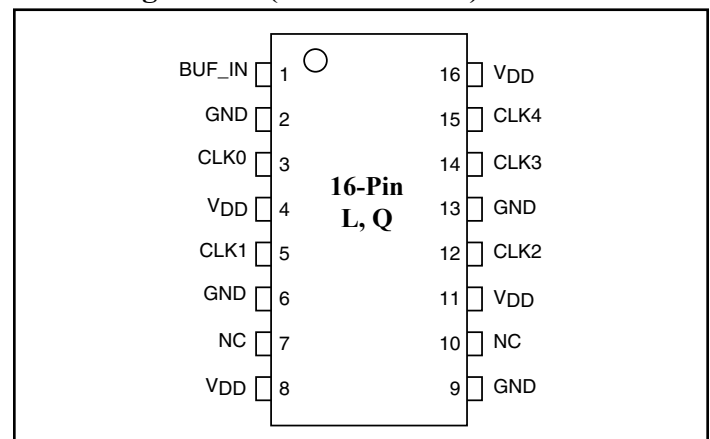 BUF_IN 1 16 VDD
GND 2 15 CLK4
CLK0 3 14 CLK3
16-Pin
VDD 4 13 GND
L, Q
CLK1 5 12 CLK2
GND 6 11 VDD
NC 7 10 NC
VDD 8 9 GND